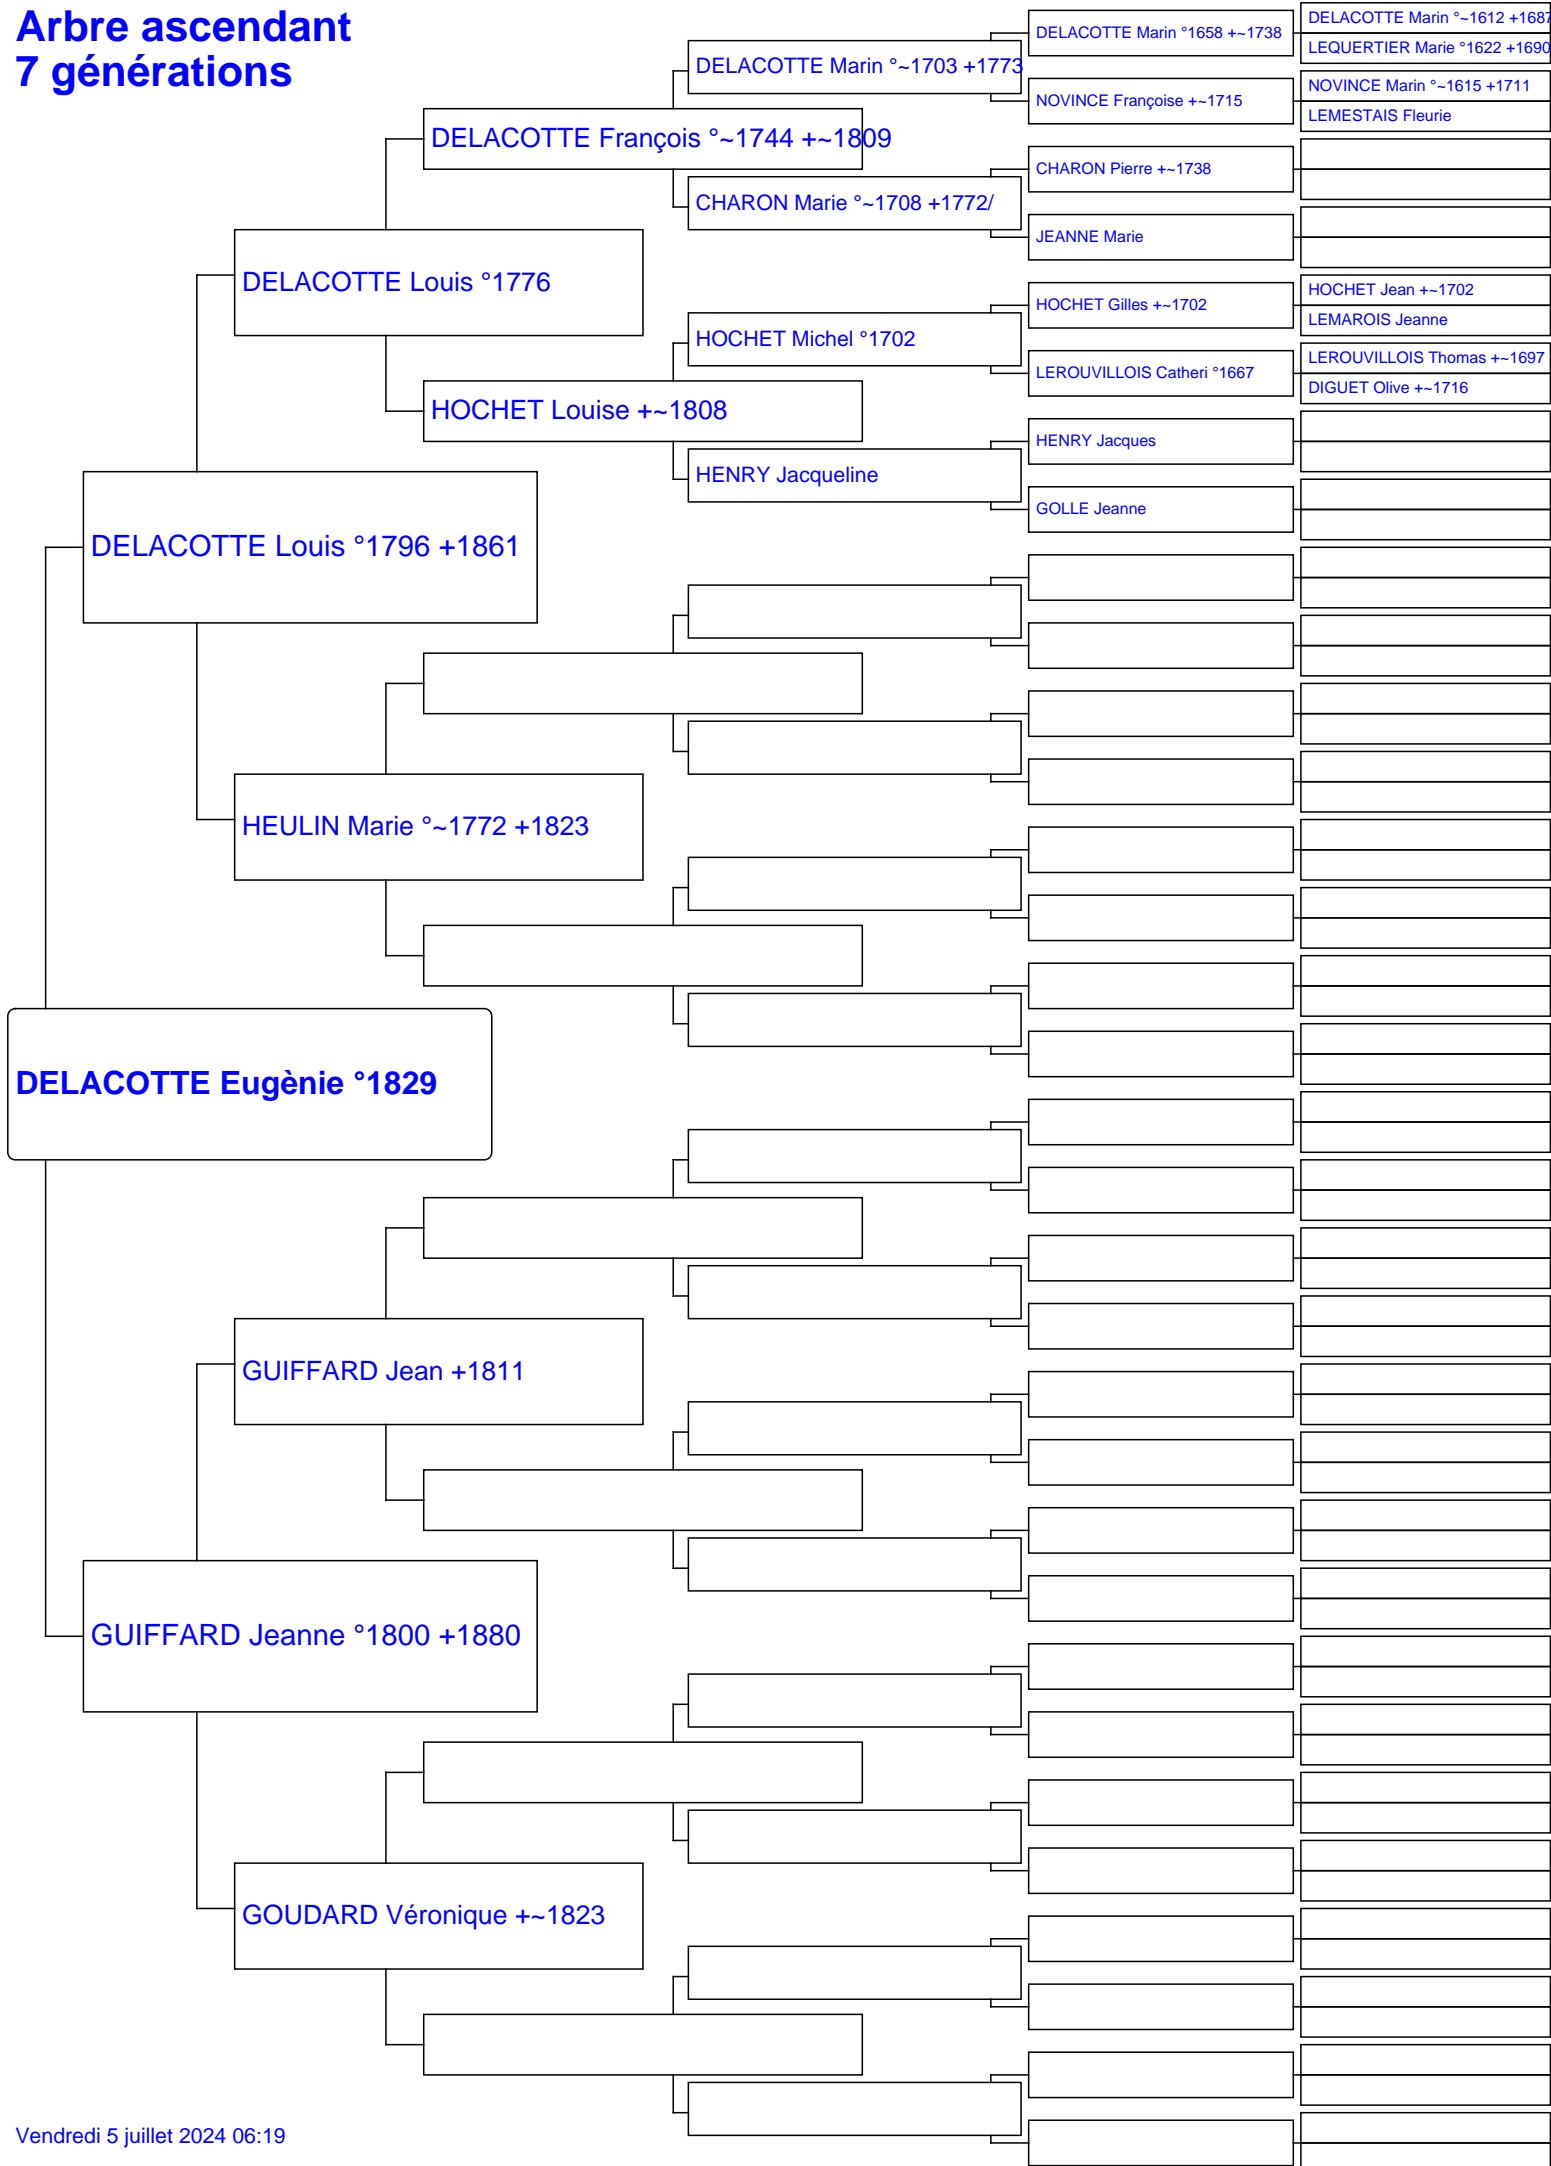 Arbre ascendant
7 générations
DELACOTTE Marin °~1612 +1687
DELACOTTE Marin °1658 +~1738
LEQUERTIER Marie °1622 +1690
DELACOTTE Marin °~1703 +1773
NOVINCE Marin °~1615 +1711
NOVINCE Françoise +~1715
LEMESTAIS Fleurie
DELACOTTE François °~1744 +~1809
CHARON Pierre +~1738
CHARON Marie °~1708 +1772/
JEANNE Marie
DELACOTTE Louis °1776
HOCHET Jean +~1702
HOCHET Gilles +~1702
LEMAROIS Jeanne
HOCHET Michel °1702
LEROUVILLOIS Thomas +~1697
LEROUVILLOIS Catheri °1667
DIGUET Olive +~1716
HOCHET Louise +~1808
HENRY Jacques
HENRY Jacqueline
GOLLE Jeanne
DELACOTTE Louis °1796 +1861
HEULIN Marie °~1772 +1823
DELACOTTE Eugènie °1829
GUIFFARD Jean +1811
GUIFFARD Jeanne °1800 +1880
GOUDARD Véronique +~1823
Vendredi 5 juillet 2024 06:19